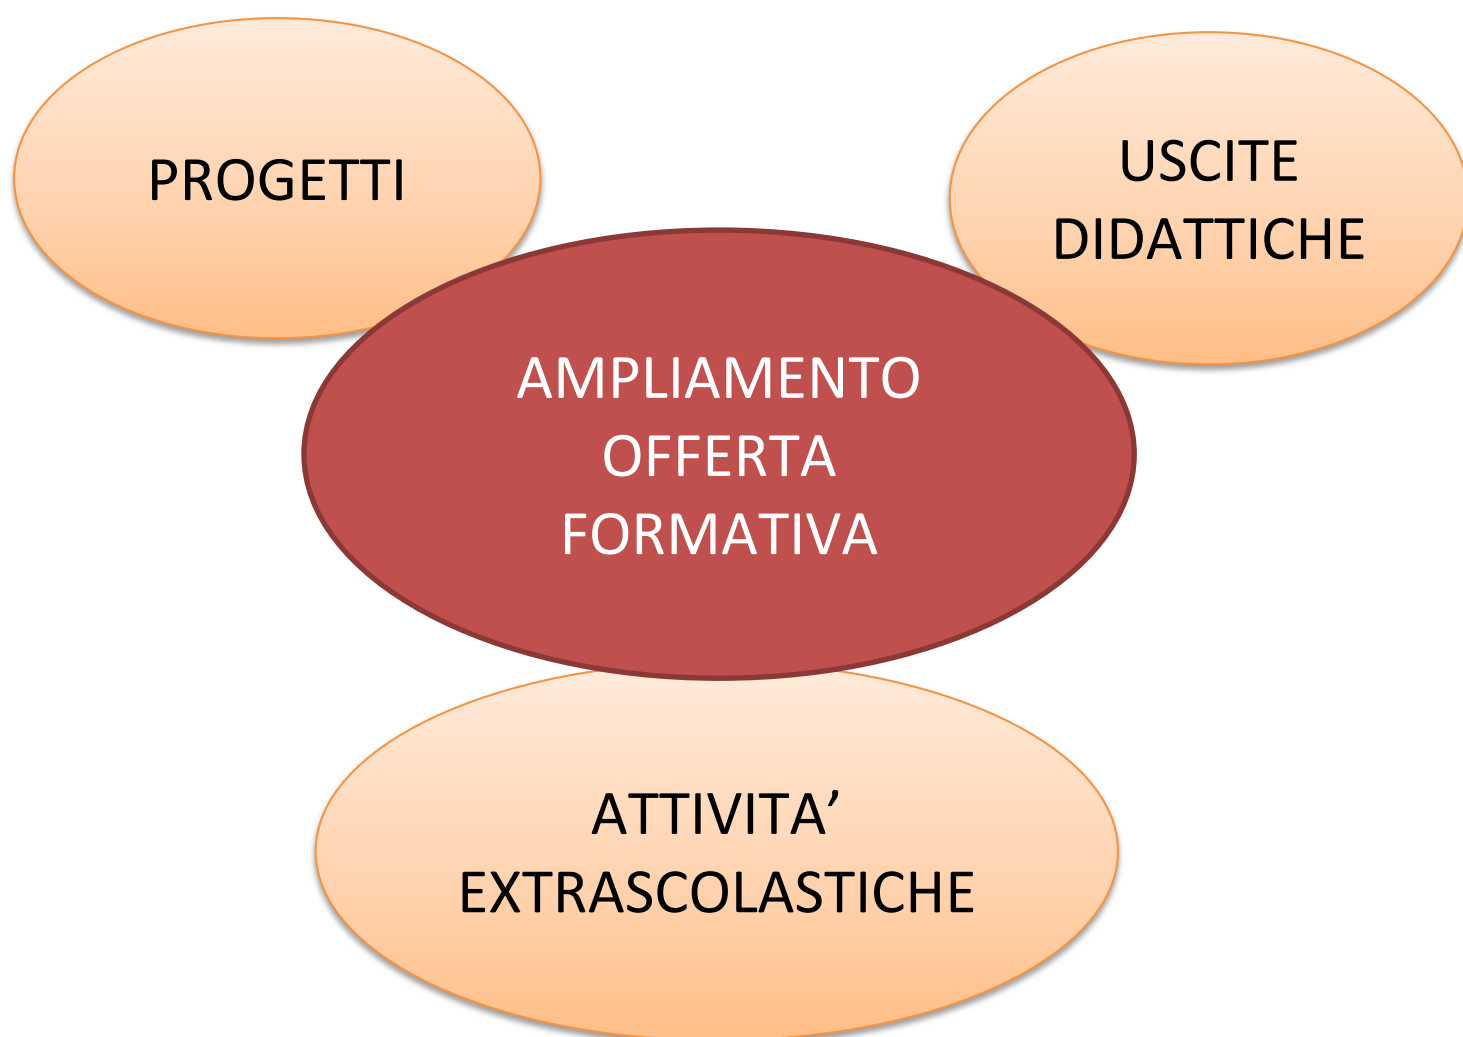 PROGETTI
USCITE
DIDATTICHE
AMPLIAMENTO
OFFERTA
FORMATIVA
ATTIVITA’
EXTRASCOLASTICHE